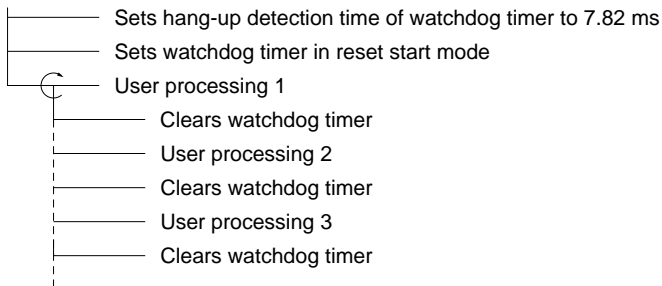 Sets hang-up detection time of watchdog timer to 7.82 ms
Sets watchdog timer in reset start mode
User processing 1
Clears watchdog timer
User processing 2
Clears watchdog timer
User processing 3
Clears watchdog timer